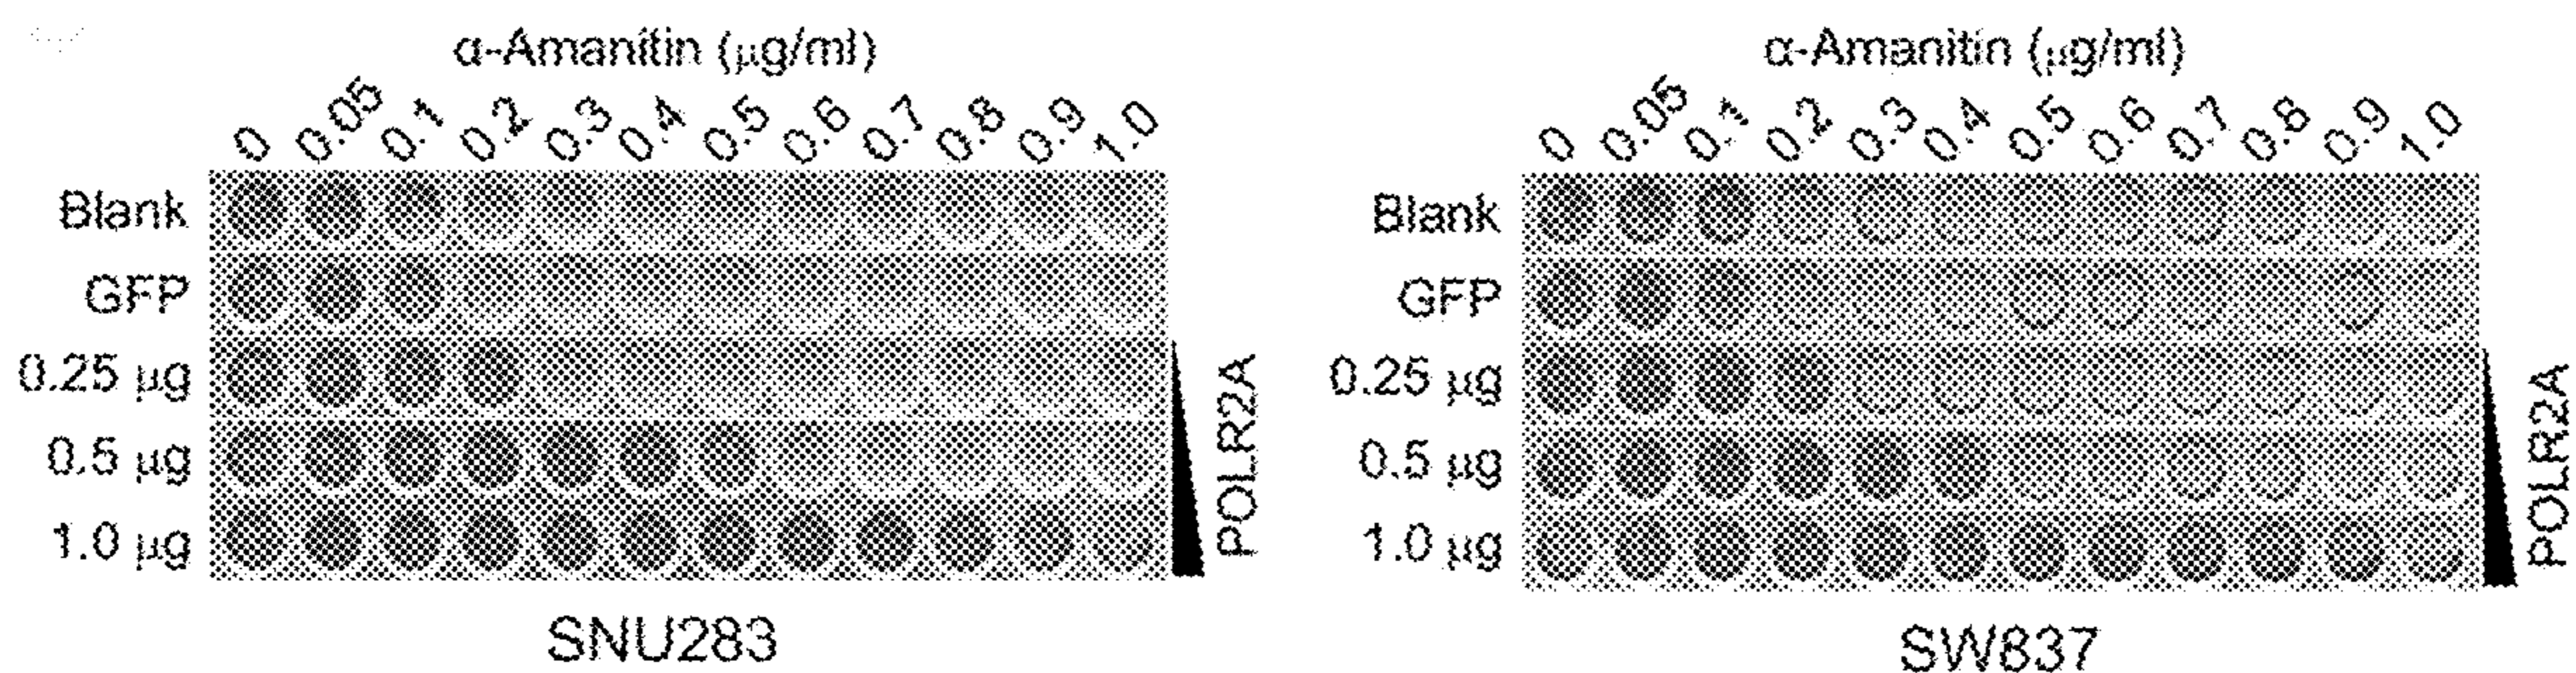 α-Amanitin (μg/ml)
0 0.05 0.1 0.2 0.3 0.4 0.5 0.6 0.7 0.8 0.9 1.0
Blank
GFP
0.25 μg
0.5 μg
1.0 μg
POLR2A
SNU283
α-Amanitin (μg/ml)
0 0.05 0.1 0.2 0.3 0.4 0.5 0.6 0.7 0.8 0.9 1.0
Blank
GFP
0.25 μg
0.5 μg
1.0 μg
POLR2A
SW837